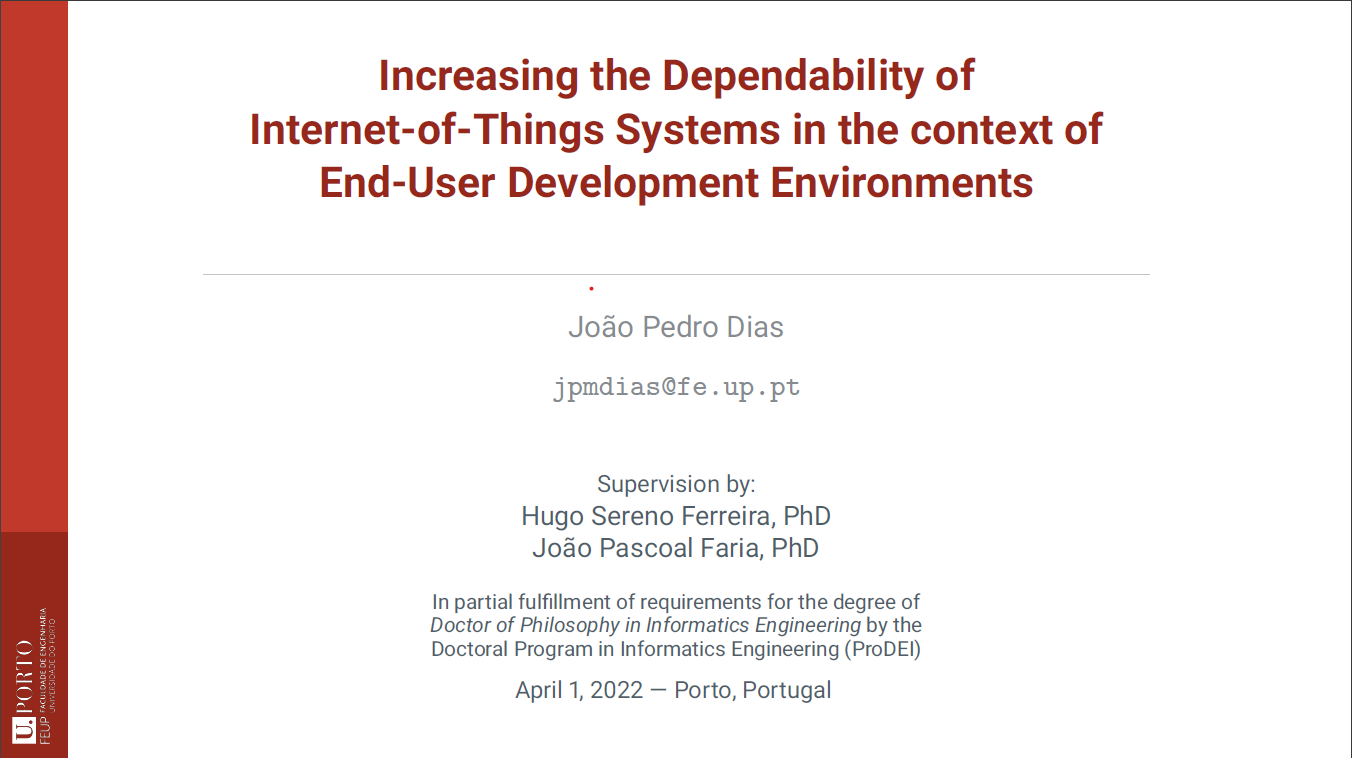 Increasing the Dependability of
Internet-of-Things Systems in the context of
End-User Development Environments
João Pedro Dias
jpmdias@fe.up.pt
Supervision by:
Hugo Sereno Ferreira, PhD
João Pascoal Faria, PhD
In partial fulfillment of requirements for the degree of
Doctor of Philosophy in Informatics Engineering by the
Doctoral Program in Informatics Engineering (ProDEI)
April 1, 2022 — Porto, Portugal
U. PORTO
FEUP FACULDADE DE ENGENHARIA
UNIVERSIDADE DO PORTO